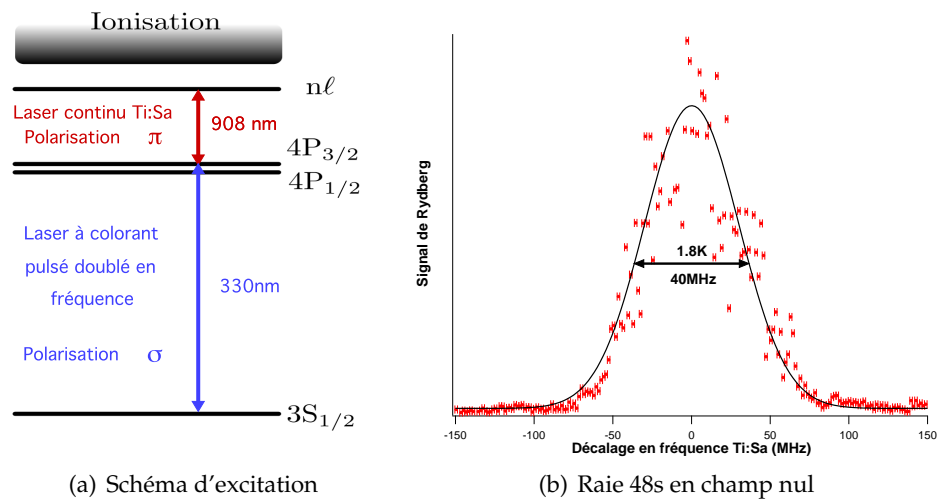 Ionisation
nℓ
Laser continu Ti:Sa
Polarisation π
908 nm
4P3/2
4P1/2
Laser à colorant
pulsé doublé en
fréquence
330nm
Polarisation σ
3S1/2
(a) Schéma d'excitation
Signal de Rydberg
1.8K
40MHz
-150 -100 -50 0 50 100 150
Décalage en fréquence Ti:Sa (MHz)
(b) Raie 48s en champ nul